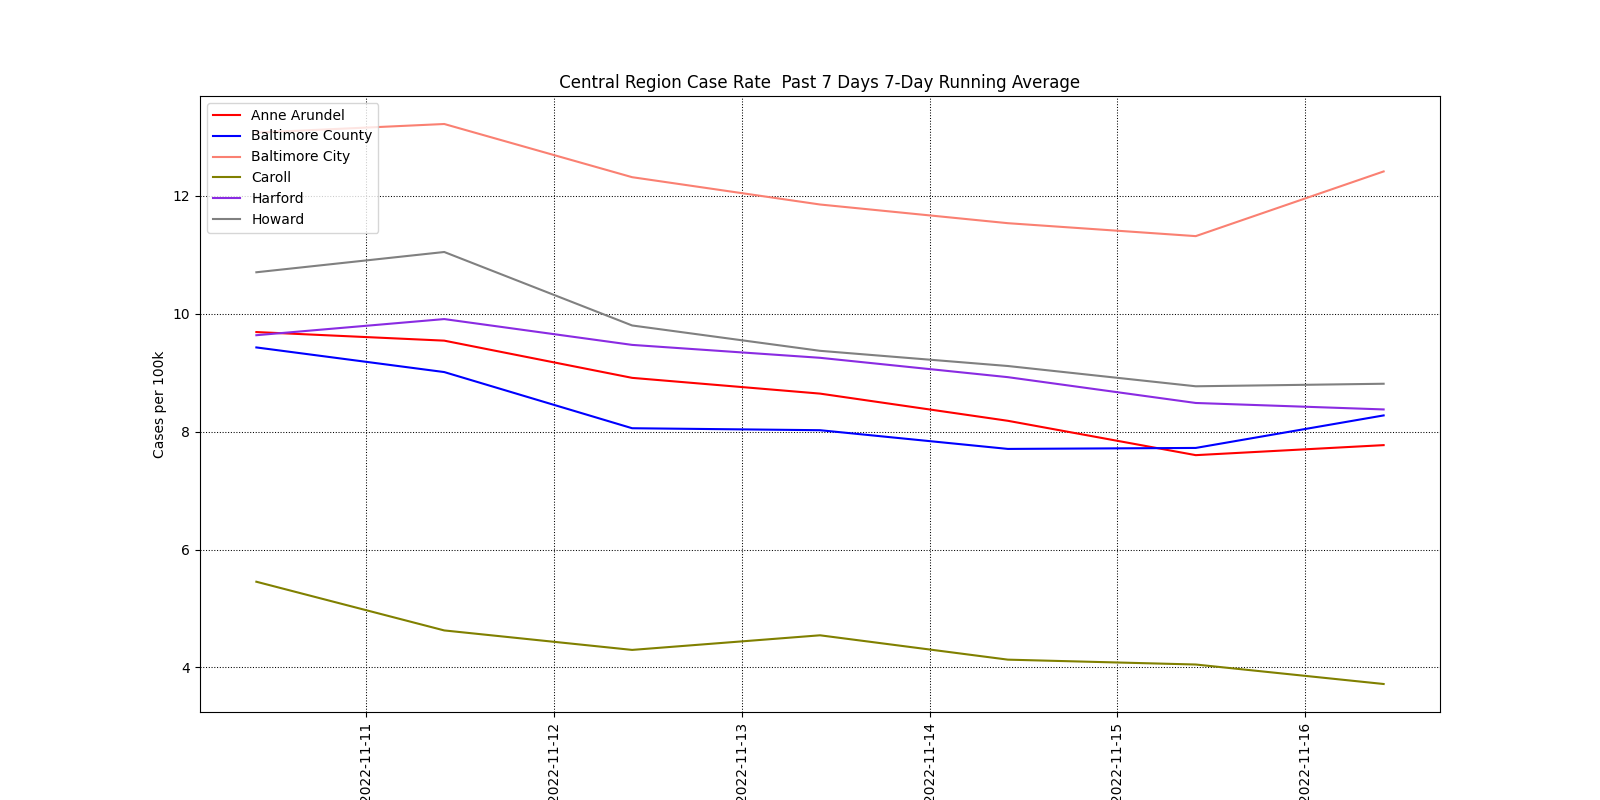 Central Region Case Rate  Past 7 Days 7-Day Running Average
Anne Arundel
Baltimore County
Baltimore City
Caroll
Harford
Howard
Cases per 100k
12
10
8
6
4
2022-11-11
2022-11-12
2022-11-13
2022-11-14
2022-11-15
2022-11-16